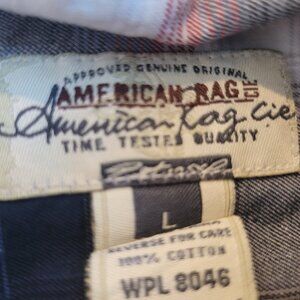 APPROVED GENUINE ORIGINAL
AMERICAN RAG CIE
American Rag Cie
TIME TESTED QUALITY
L
REVERSE FOR CARE
100% COTTON
WPL 8046